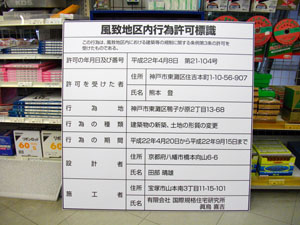 風致地区内行為許可標識
この行為は、風致地区内における建築等の規制に関する条例第3条の許可を
受けたものである。
許可の年月日及び番号 平成22年4月8日 第21-104号
許可を受けた者 住所 神戸市東灘区住吉本町1-10-56-907
氏名 熊本 登
行為地 神戸市東灘区鴨子が原2丁目13-68
行為の種類 建築物の新築、土地の形質の変更
行為の期間 平成22年4月20日から平成22年9月15日まで
設計者 住所 京都府八幡市橋本向山6-6
氏名 田部 晴雄
施工者 住所 宝塚市山本南3丁目11-15-101
氏名 有限会社 国際規格住宅研究所
眞鳥 喜吉